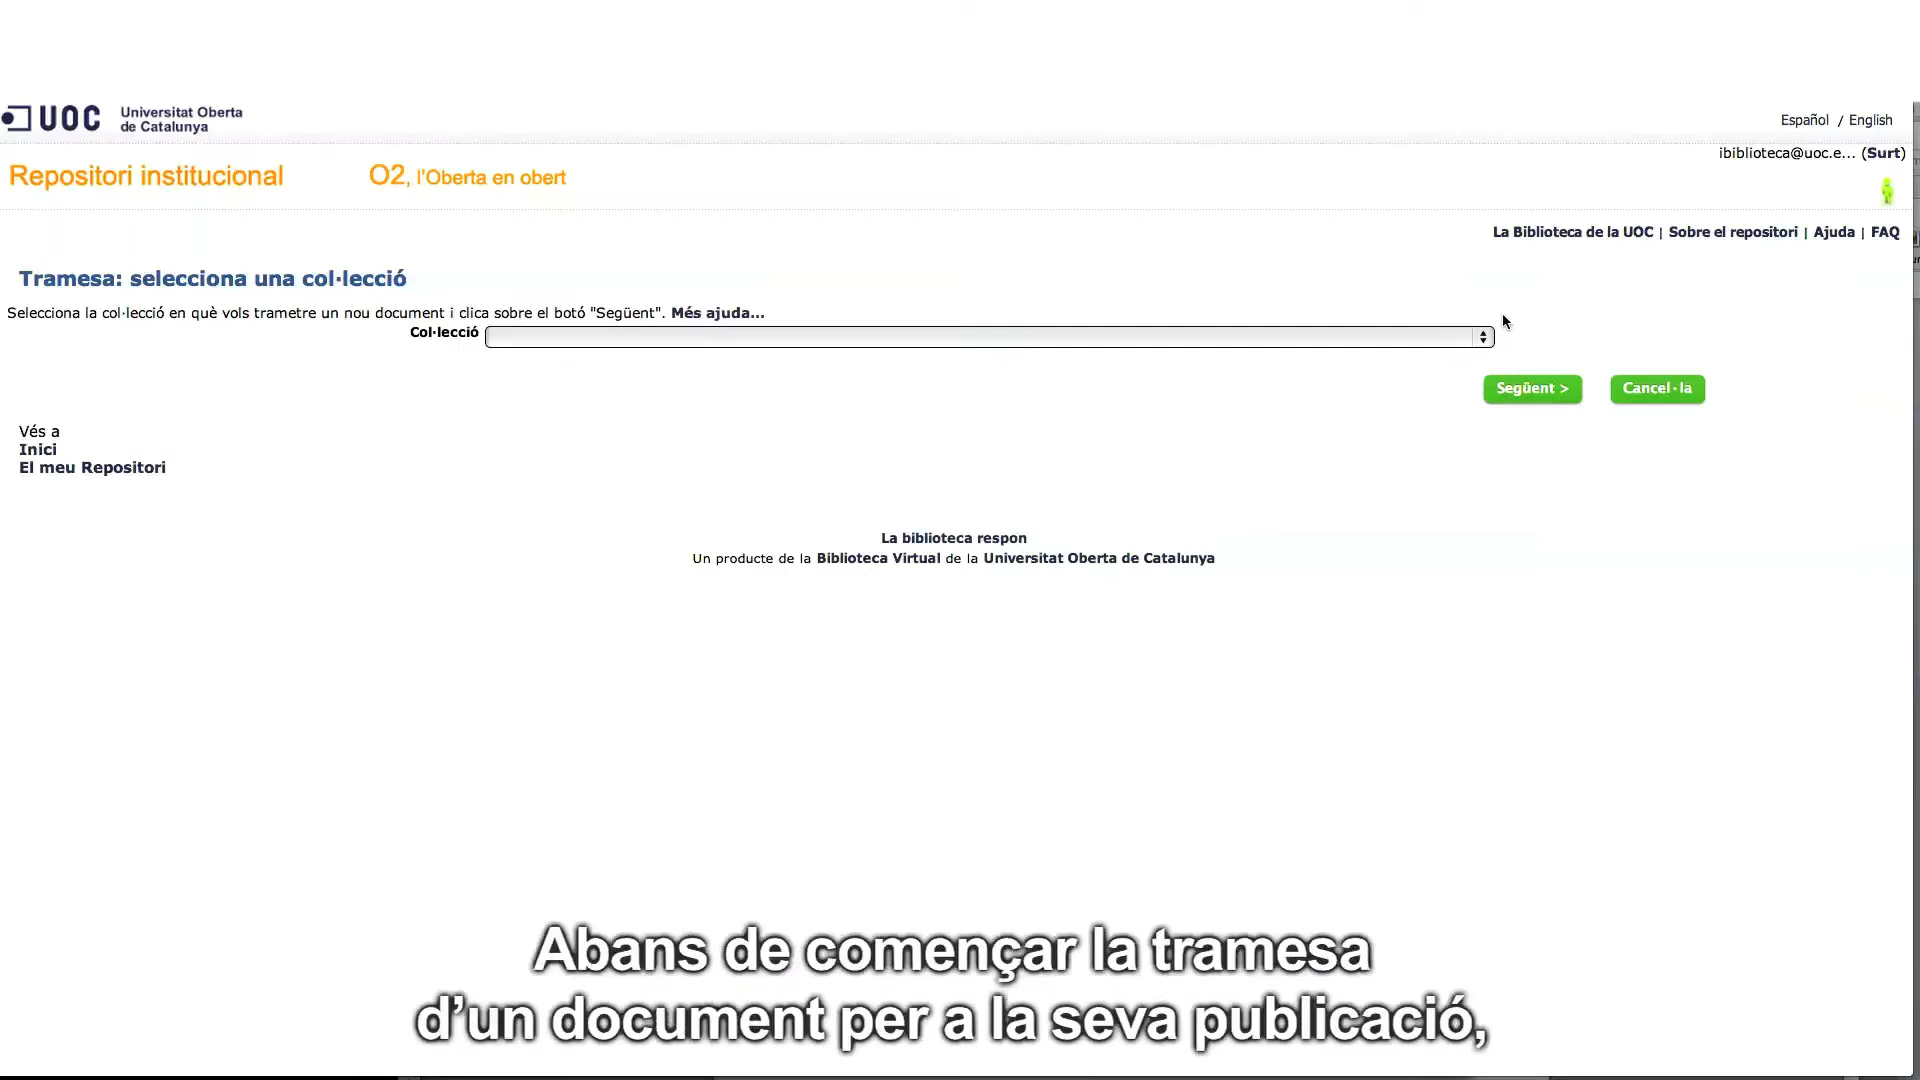 UOC
Universitat Oberta
de Catalunya
Español / English
ibiblioteca@uoc.e... (Surt)
Repositori institucional
O2, l'Oberta en obert
La Biblioteca de la UOC | Sobre el repositori | Ajuda | FAQ
Tramesa: selecciona una col·lecció
Selecciona la col·lecció en què vols trametre un nou document i clica sobre el botó "Següent". Més ajuda...
Col·lecció
Següent >
Cancel·la
Vés a
Inici
El meu Repositori
La biblioteca respon
Un producte de la Biblioteca Virtual de la Universitat Oberta de Catalunya
Abans de començar la tramesa
d’un document per a la seva publicació,